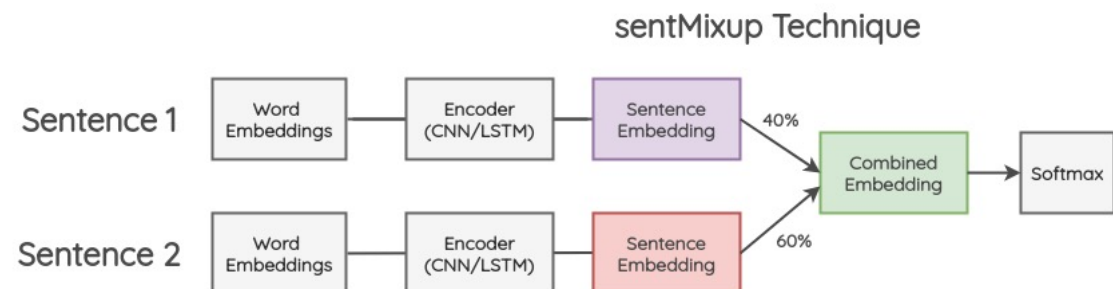 sentMixup Technique
Sentence 1
Word
Embeddings
Encoder
(CNN/LSTM)
Sentence
Embedding
40%
Combined
Embedding
Softmax
Sentence 2
Word
Embeddings
Encoder
(CNN/LSTM)
Sentence
Embedding
60%